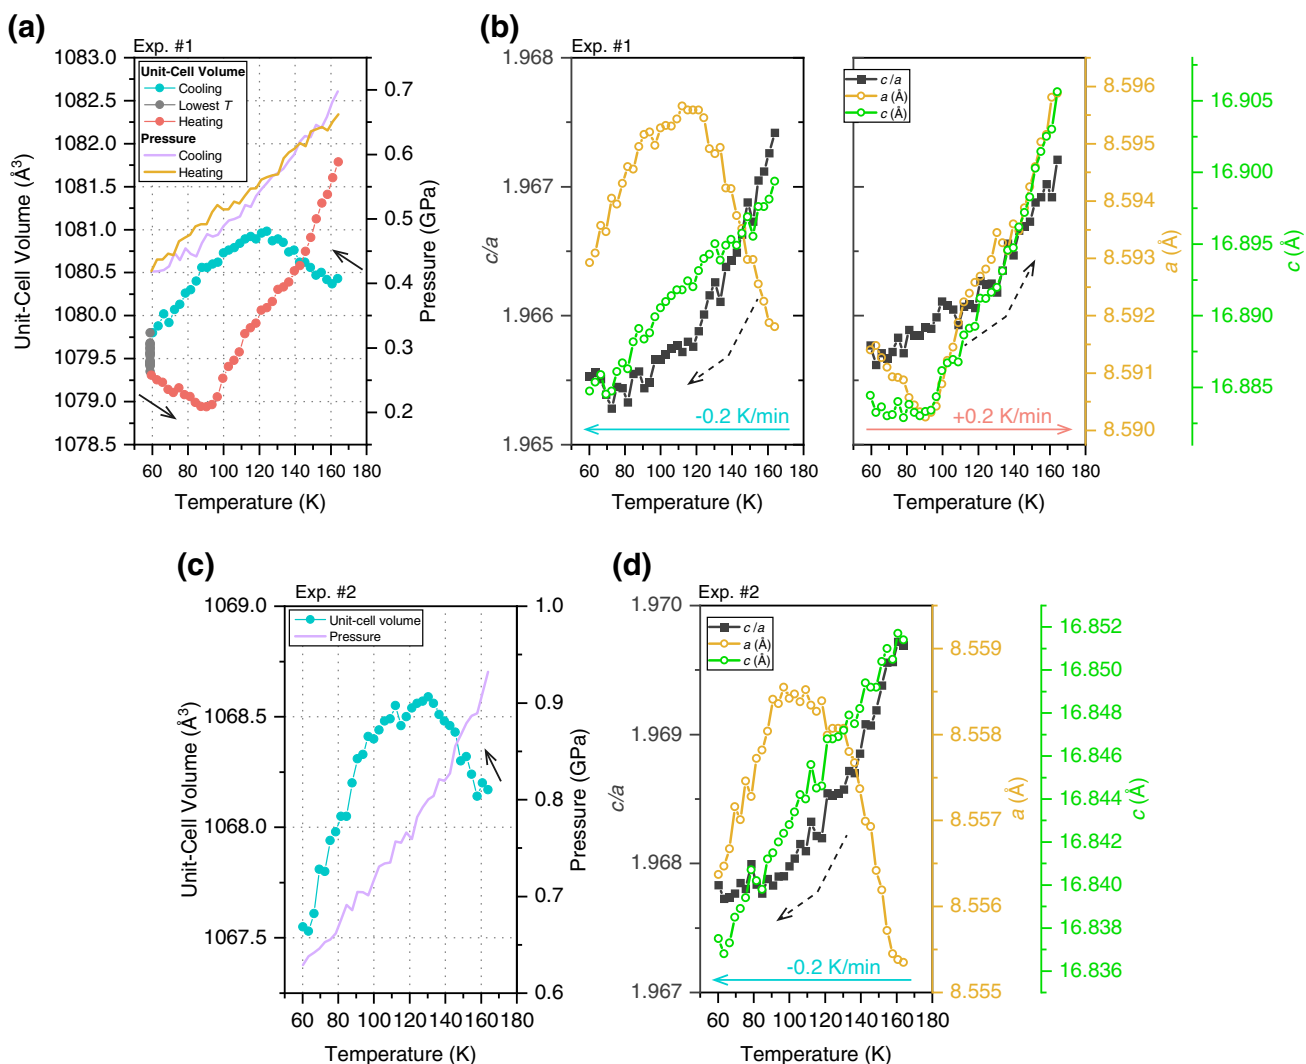 (a)
Exp. #1
1083.0
1082.5
1082.0
1081.5
1081.0
1080.5
1080.0
1079.5
1079.0
1078.5
Unit-Cell Volume (Å³)
Unit-Cell Volume
Cooling
Lowest T
Heating
Pressure
Cooling
Heating
0.7
0.6
0.5
0.4
0.3
0.2
Pressure (GPa)
60 80 100 120 140 160 180
Temperature (K)
(b)
Exp. #1
1.968
1.967
1.966
1.965
c/a
-0.2 K/min
60 80 100 120 140 160 180
Temperature (K)
c/a
a (Å)
c (Å)
+0.2 K/min
60 80 100 120 140 160 180
Temperature (K)
8.596
8.595
8.594
8.593
8.592
8.591
8.590
a (Å)
16.905
16.900
16.895
16.890
16.885
c (Å)
(c)
Exp. #2
1069.0
1068.5
1068.0
1067.5
Unit-Cell Volume (Å³)
Unit-cell volume
Pressure
1.0
0.9
0.8
0.7
0.6
Pressure (GPa)
60 80 100 120 140 160 180
Temperature (K)
(d)
Exp. #2
1.970
1.969
1.968
1.967
c/a
c/a
a (Å)
c (Å)
-0.2 K/min
60 80 100 120 140 160 180
Temperature (K)
8.559
8.558
8.557
8.556
8.555
a (Å)
16.852
16.850
16.848
16.846
16.844
16.842
16.840
16.838
16.836
c (Å)